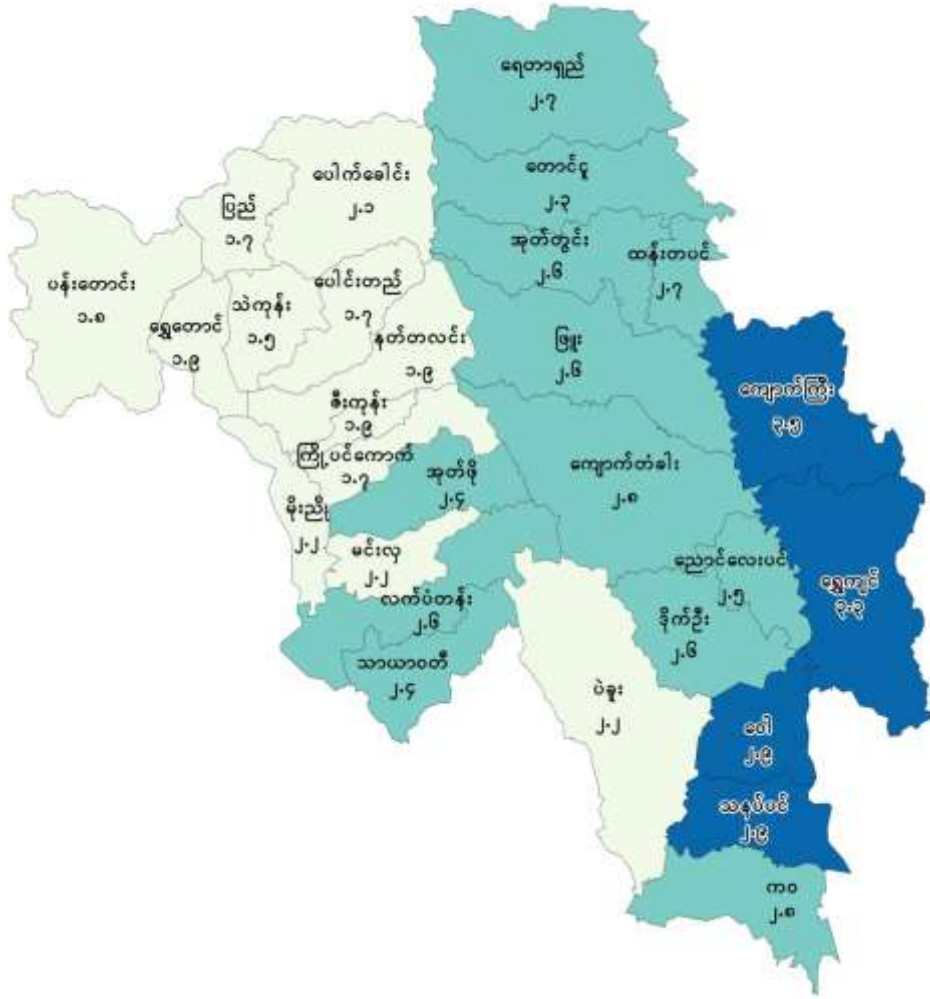 ရေတာရှည်
၂.၇
တောင်ငူ
၂.၃
ပေါက်ခေါင်း
၂.၁
ပြည်
၁.၇
အုတ်တွင်း
၂.၆
ထန်းတပင်
၂.၇
ပန်းတောင်း
၁.၈
ရွှေတောင်
၁.၉
သဲကုန်း
၁.၅
ပေါင်းတည်
၁.၇
နတ်တလင်း
၁.၉
ဖြူး
၂.၆
ကျောက်ကြီး
၃.၅
ဇီးကုန်း
၁.၉
ကြို့ပင်ကောက်
၁.၇
အုတ်ဖို
၂.၄
ကျောက်တံခါး
၂.၈
မိုးညို
၂.၂
မင်းလှ
၂.၂
ညောင်လေးပင်
၂.၅
ရွှေကျင်
၃.၃
လက်ပံတန်း
၂.၆
ဒိုက်ဦး
၂.၆
သာယာဝတီ
၂.၄
ပဲခူး
၂.၂
ဝေါ
၂.၉
သနပ်ပင်
၂.၉
ကဝ
၂.၈